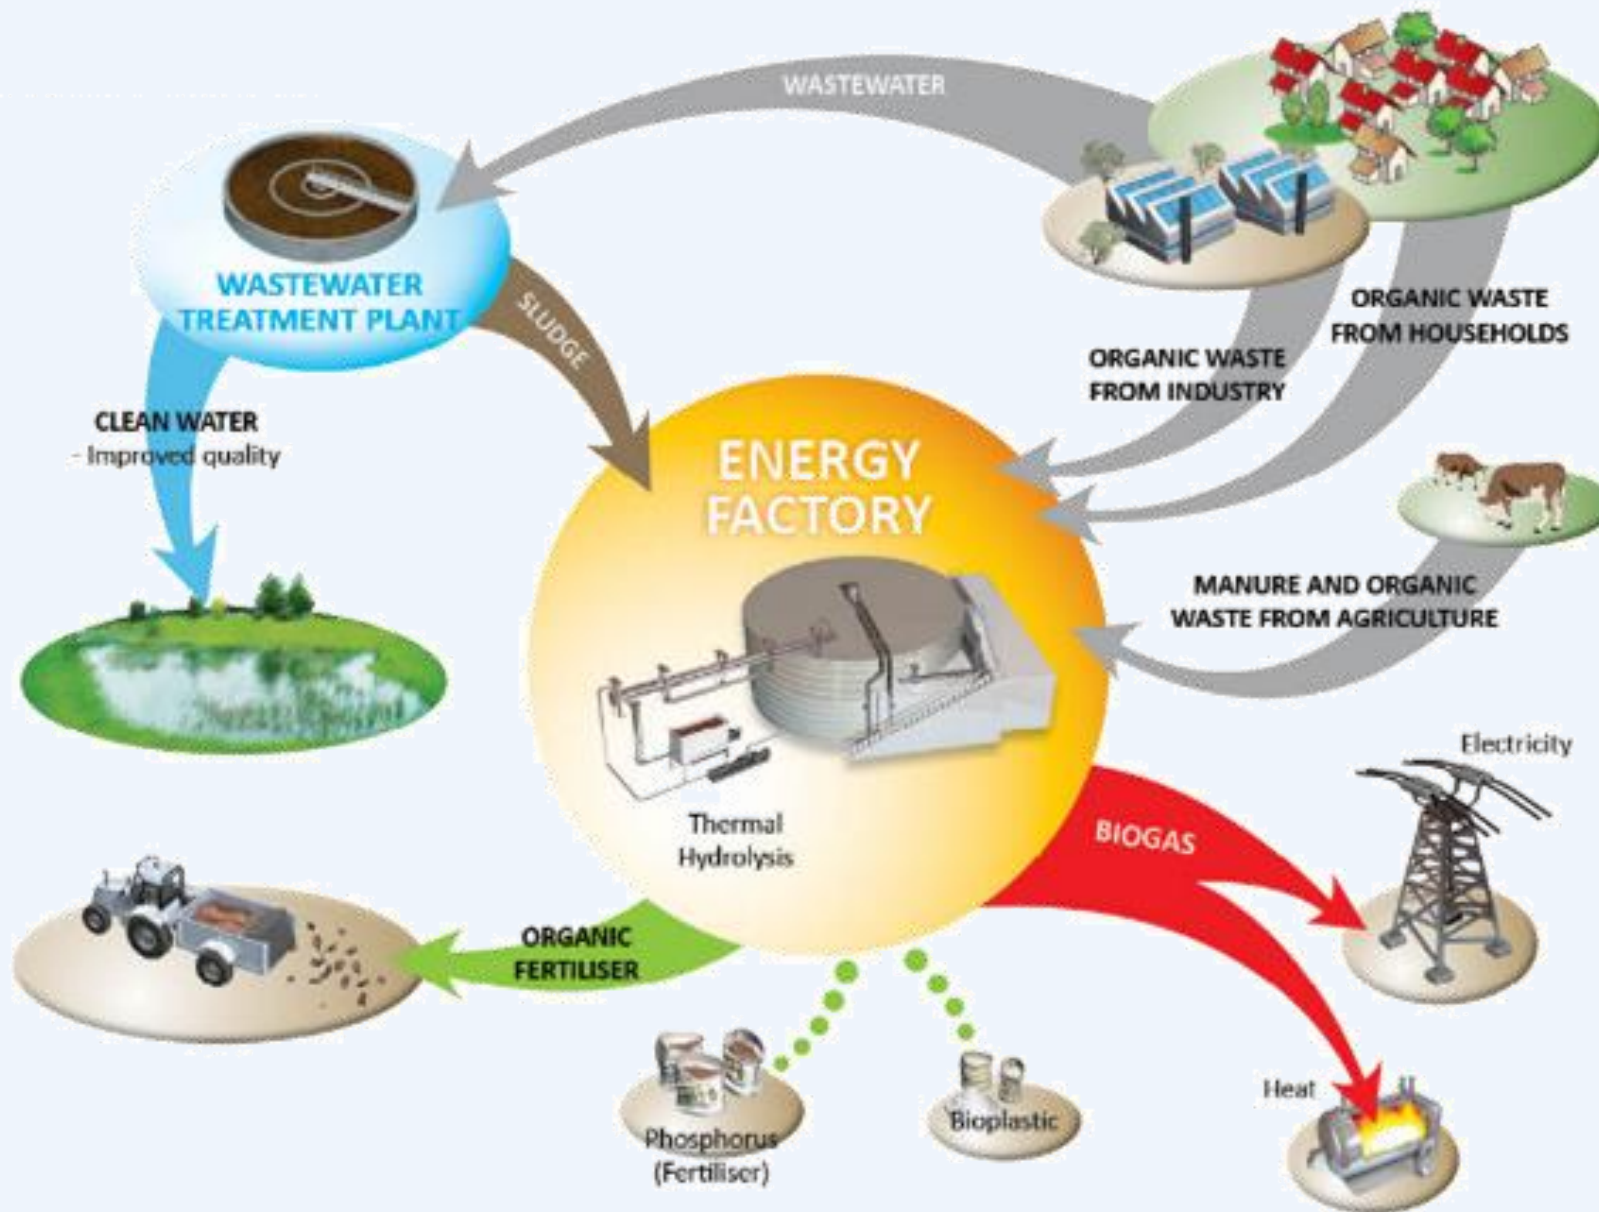 WASTEWATER
WASTEWATER
TREATMENT PLANT
SLUDGE
ORGANIC WASTE
FROM HOUSEHOLDS
ORGANIC WASTE
FROM INDUSTRY
CLEAN WATER
- Improved quality
ENERGY
FACTORY
MANURE AND ORGANIC
WASTE FROM AGRICULTURE
Electricity
Thermal
Hydrolysis
BIOGAS
ORGANIC
FERTILISER
Heat
Bioplastic
Phosphorus
(Fertiliser)